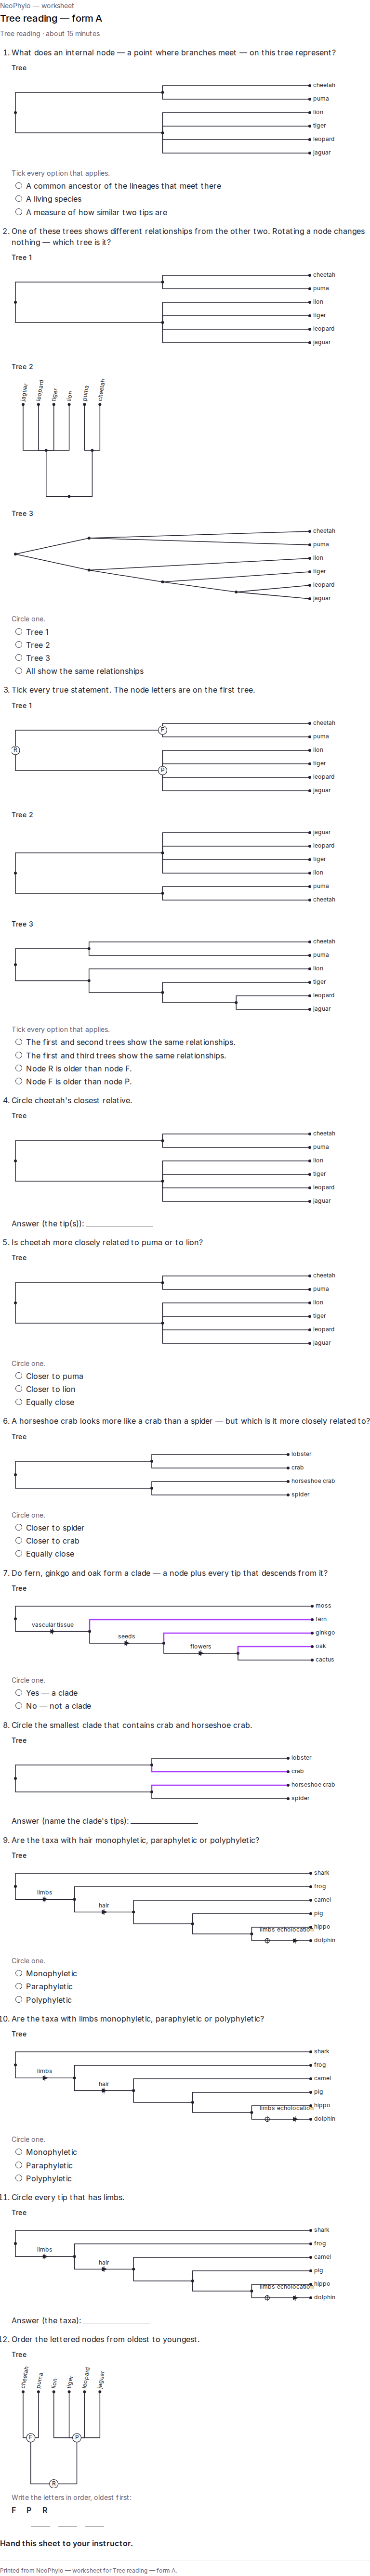 NeoPhylo — worksheet
Tree reading — form A
Tree reading · about 15 minutes
1. What does an internal node — a point where branches meet — on this tree represent?
Tree
cheetah
puma
lion
tiger
leopard
jaguar
Tick every option that applies.
A common ancestor of the lineages that meet there
A living species
A measure of how similar two tips are
2. One of these trees shows different relationships from the other two. Rotating a node changes
nothing — which tree is it?
Tree 1
cheetah
puma
lion
tiger
leopard
jaguar
Tree 2
jaguar
leopard
tiger
lion
puma
cheetah
Tree 3
cheetah
puma
lion
tiger
leopard
jaguar
Circle one.
Tree 1
Tree 2
Tree 3
All show the same relationships
3. Tick every true statement. The node letters are on the first tree.
Tree 1
cheetah
F
puma
R
lion
tiger
P
leopard
jaguar
Tree 2
jaguar
leopard
tiger
lion
puma
cheetah
Tree 3
cheetah
puma
lion
tiger
leopard
jaguar
Tick every option that applies.
The first and second trees show the same relationships.
The first and third trees show the same relationships.
Node R is older than node F.
Node F is older than node P.
4. Circle cheetah's closest relative.
Tree
cheetah
puma
lion
tiger
leopard
jaguar
Answer (the tip(s)):
5. Is cheetah more closely related to puma or to lion?
Tree
cheetah
puma
lion
tiger
leopard
jaguar
Circle one.
Closer to puma
Closer to lion
Equally close
6. A horseshoe crab looks more like a crab than a spider — but which is it more closely related to?
Tree
lobster
crab
horseshoe crab
spider
Circle one.
Closer to spider
Closer to crab
Equally close
7. Do fern, ginkgo and oak form a clade — a node plus every tip that descends from it?
Tree
moss
fern
vascular tissue
ginkgo
seeds
oak
flowers
cactus
Circle one.
Yes — a clade
No — not a clade
8. Circle the smallest clade that contains crab and horseshoe crab.
Tree
lobster
crab
horseshoe crab
spider
Answer (name the clade's tips):
9. Are the taxa with hair monophyletic, paraphyletic or polyphyletic?
Tree
shark
frog
limbs
camel
hair
pig
hippo
limbs echolocation
dolphin
Circle one.
Monophyletic
Paraphyletic
Polyphyletic
10. Are the taxa with limbs monophyletic, paraphyletic or polyphyletic?
Tree
shark
frog
limbs
camel
hair
pig
hippo
limbs echolocation
dolphin
Circle one.
Monophyletic
Paraphyletic
Polyphyletic
11. Circle every tip that has limbs.
Tree
shark
frog
limbs
camel
hair
pig
hippo
limbs echolocation
dolphin
Answer (the taxa):
12. Order the lettered nodes from oldest to youngest.
Tree
cheetah
puma
lion
tiger
leopard
jaguar
F P
R
Write the letters in order, oldest first:
F P R
Hand this sheet to your instructor.
Printed from NeoPhylo — worksheet for Tree reading — form A.